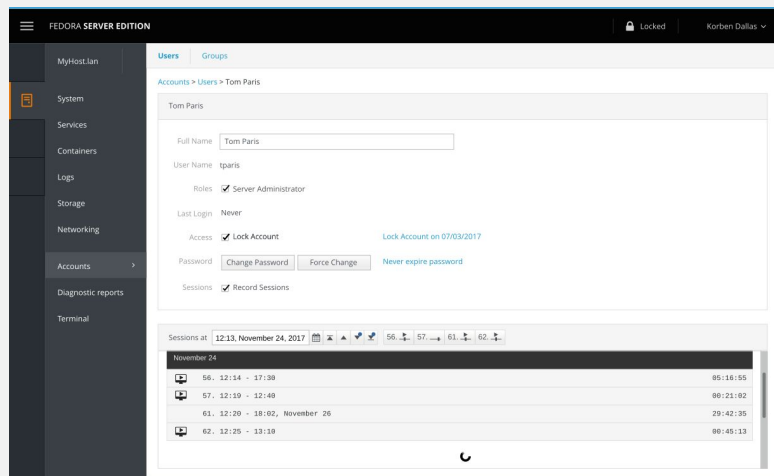 FEDORA SERVER EDITION
Locked
Korben Dallas
MyHost.lan
System
Services
Containers
Logs
Storage
Networking
Accounts
Diagnostic reports
Terminal
Users Groups
Accounts > Users > Tom Paris
Tom Paris
Full Name Tom Paris
User Name tparis
Roles Server Administrator
Last Login Never
Access Lock Account Lock Account on 07/03/2017
Password Change Password Force Change Never expire password
Sessions Record Sessions
Sessions at 12:13, November 24, 2017 56. 57. 61. 62.
November 24
56. 12:14 - 17:30 05:16:55
57. 12:19 - 12:40 00:21:02
61. 12:20 - 18:02, November 26 29:42:35
62. 12:25 - 13:10 00:45:13